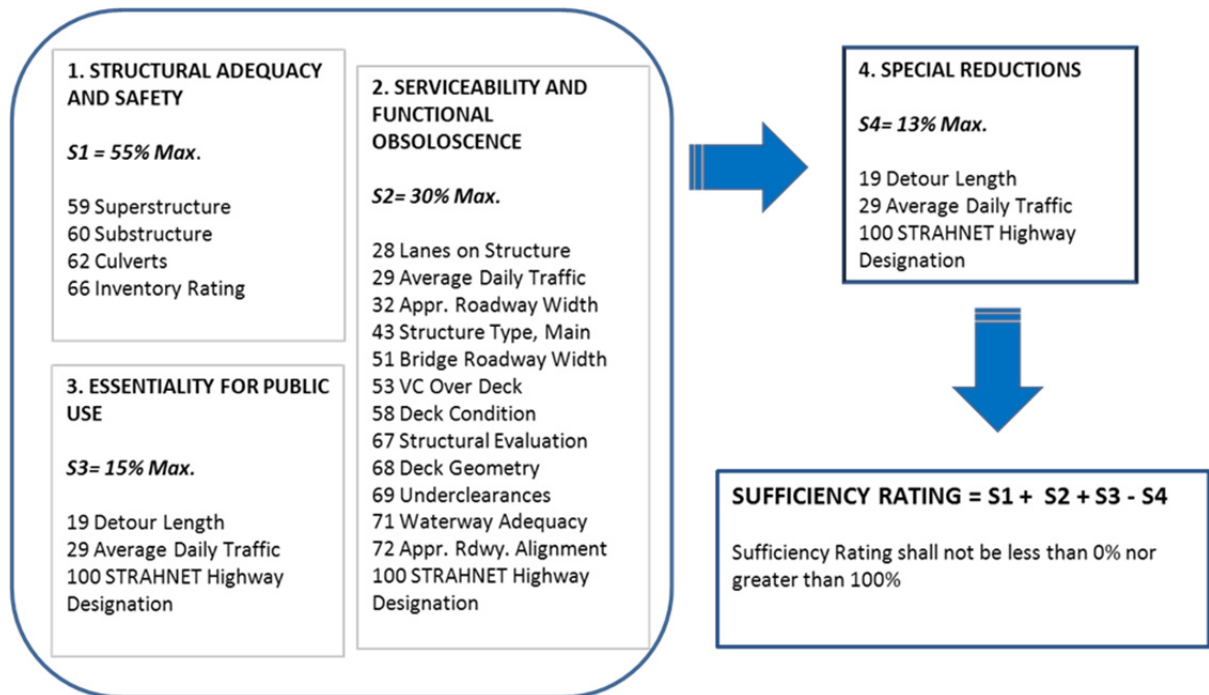 1. STRUCTURAL ADEQUACY
AND SAFETY
S1 = 55% Max.
59 Superstructure
60 Substructure
62 Culverts
66 Inventory Rating
2. SERVICEABILITY AND
FUNCTIONAL
OBSOLOSCENCE
S2= 30% Max.
28 Lanes on Structure
29 Average Daily Traffic
32 Appr. Roadway Width
43 Structure Type, Main
51 Bridge Roadway Width
53 VC Over Deck
58 Deck Condition
67 Structural Evaluation
68 Deck Geometry
69 Underclearances
71 Waterway Adequacy
72 Appr. Rdwy. Alignment
100 STRAHNET Highway
Designation
3. ESSENTIALITY FOR PUBLIC
USE
S3= 15% Max.
19 Detour Length
29 Average Daily Traffic
100 STRAHNET Highway
Designation
4. SPECIAL REDUCTIONS
S4= 13% Max.
19 Detour Length
29 Average Daily Traffic
100 STRAHNET Highway
Designation
SUFFICIENCY RATING = S1 + S2 + S3 - S4
Sufficiency Rating shall not be less than 0% nor
greater than 100%